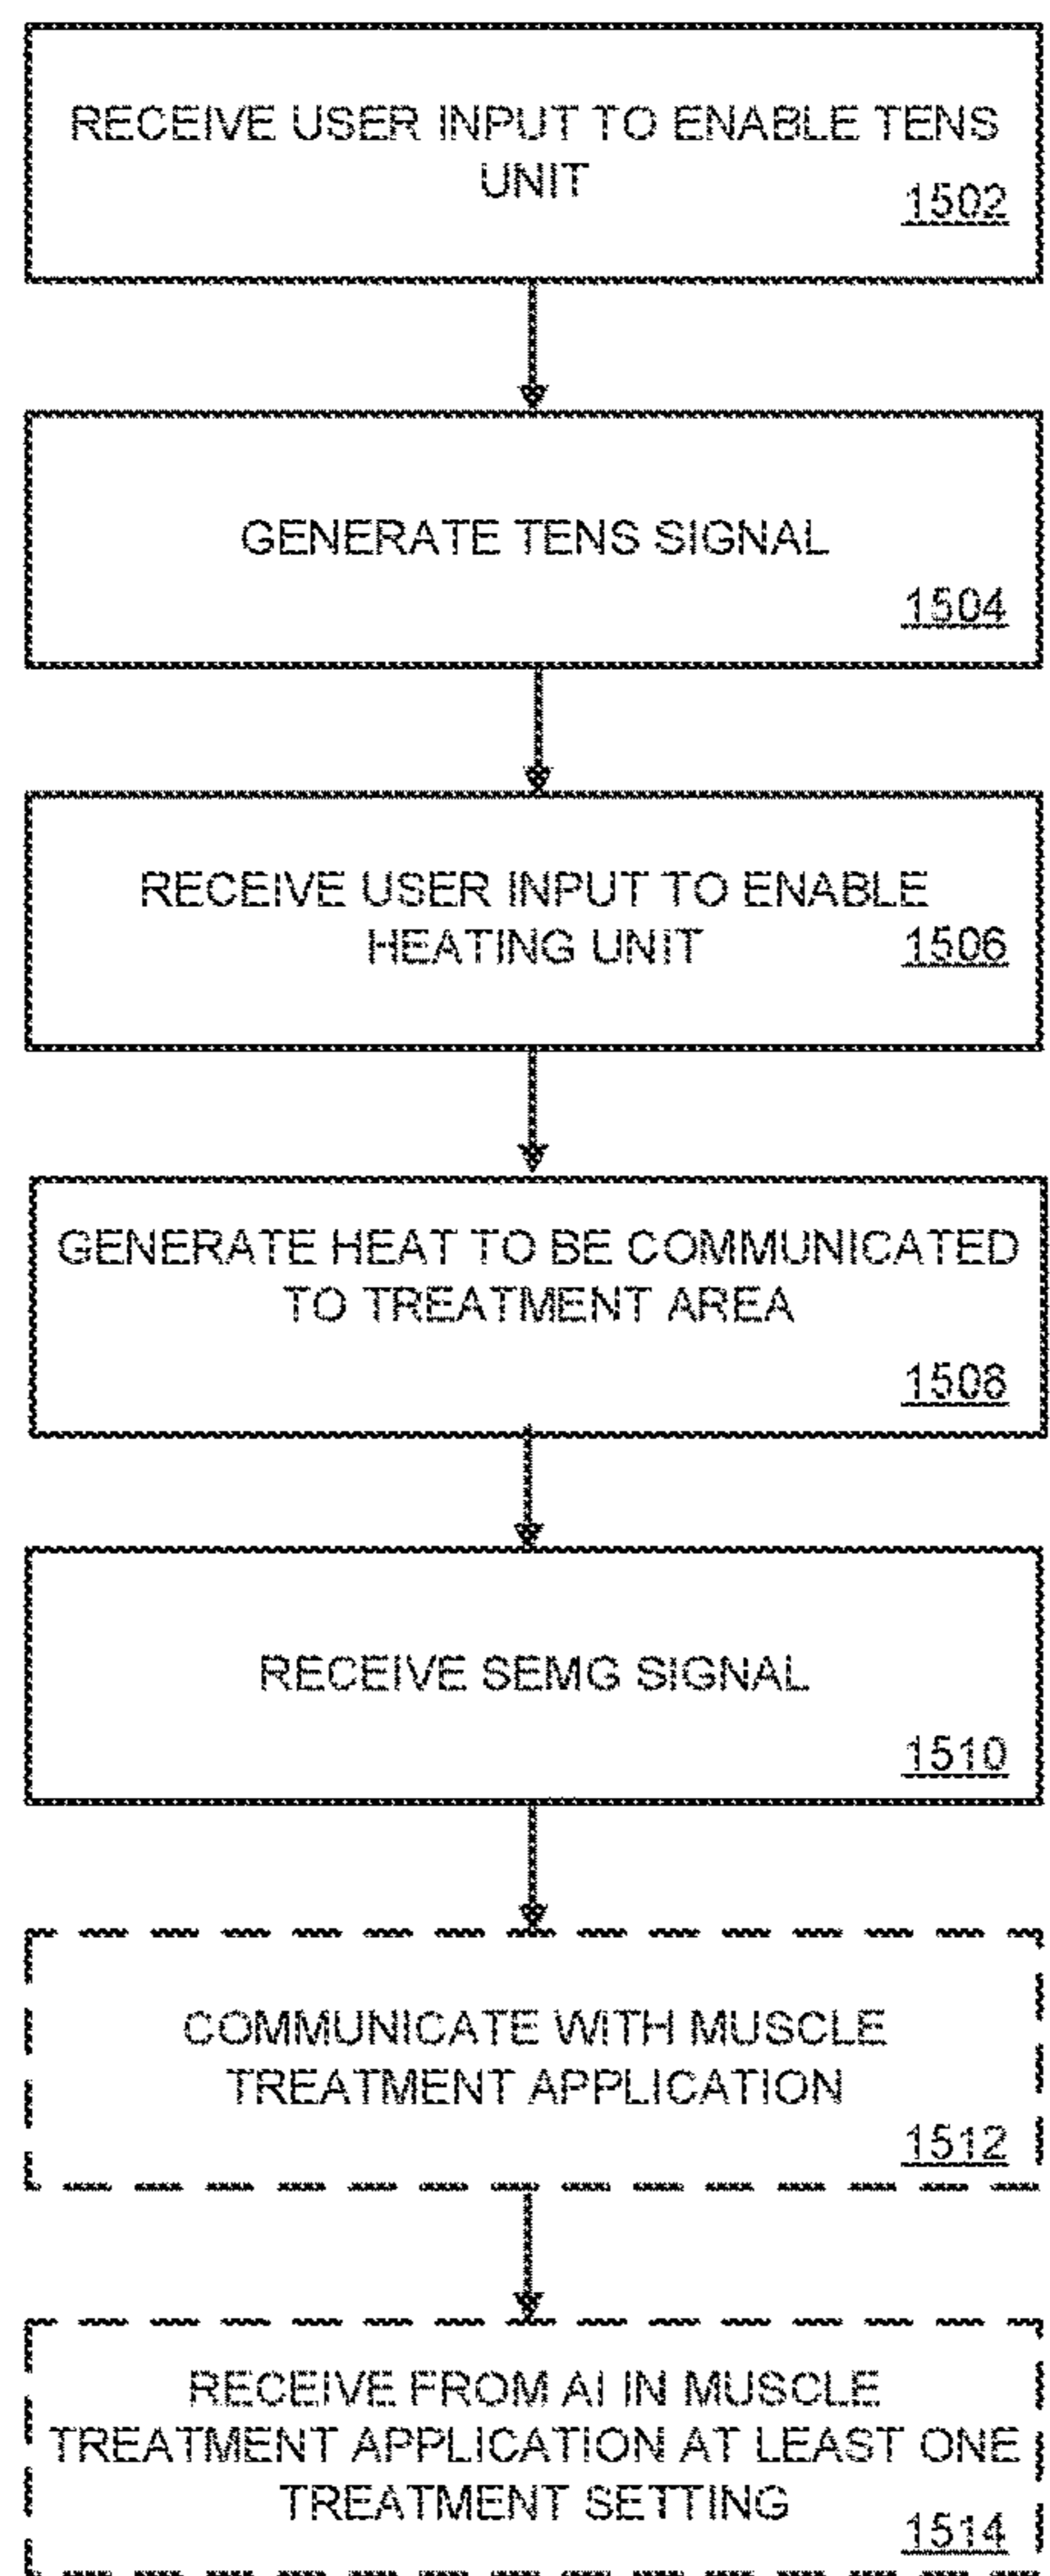 RECEIVE USER INPUT TO ENABLE TENS
UNIT
1502
GENERATE TENS SIGNAL
1504
RECEIVE USER INPUT TO ENABLE
HEATING UNIT
1506
GENERATE HEAT TO BE COMMUNICATED
TO TREATMENT AREA
1508
RECEIVE SEMG SIGNAL
1510
COMMUNICATE WITH MUSCLE
TREATMENT APPLICATION
1512
RECEIVE FROM AI IN MUSCLE
TREATMENT APPLICATION AT LEAST ONE
TREATMENT SETTING
1514